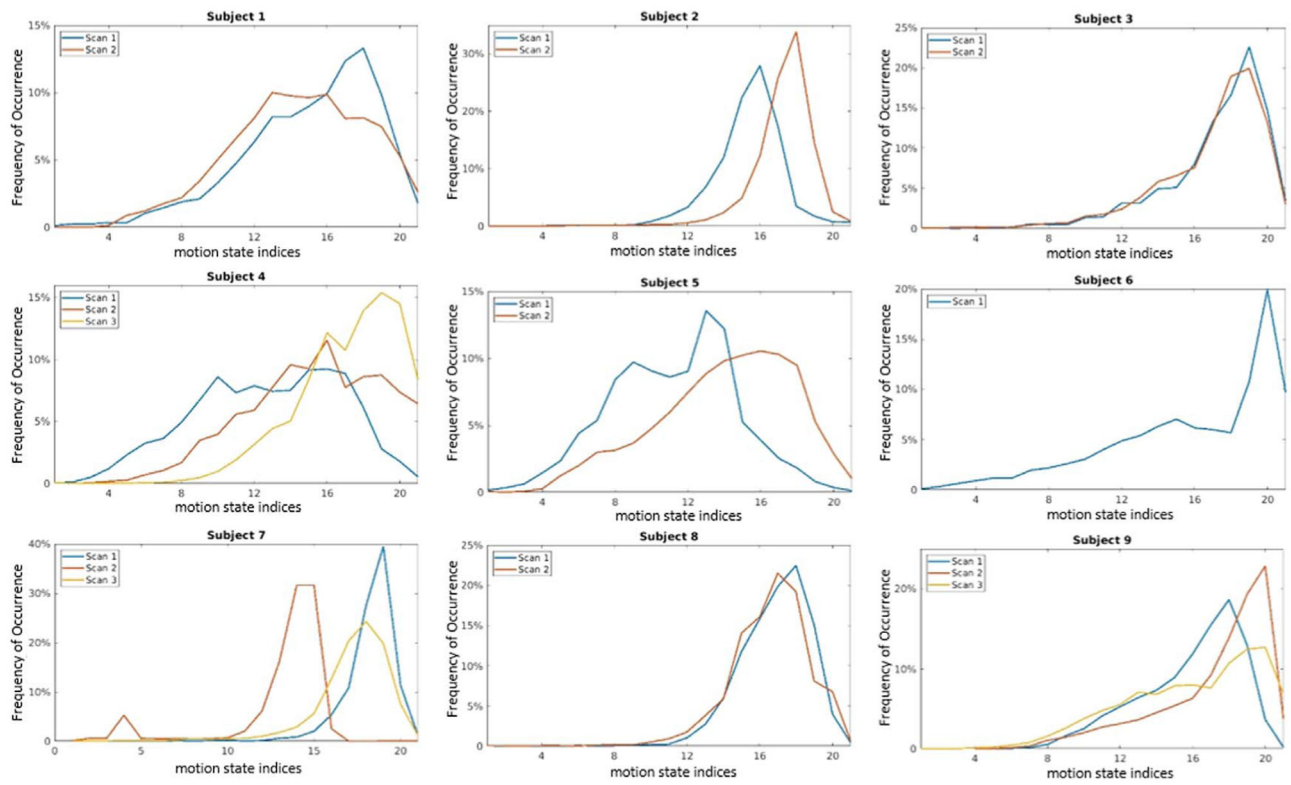 Subject 1
Frequency of Occurrence
15%
10%
5%
0
Scan 1
Scan 2
4 8 12 16 20
motion state indices
Subject 2
Frequency of Occurrence
30%
20%
10%
0
Scan 1
Scan 2
4 8 12 16 20
motion state indices
Subject 3
Frequency of Occurrence
25%
20%
15%
10%
5%
0
Scan 1
Scan 2
4 8 12 16 20
motion state indices
Subject 4
Frequency of Occurrence
15%
10%
5%
0
Scan 1
Scan 2
Scan 3
4 8 12 16 20
motion state indices
Subject 5
Frequency of Occurrence
15%
10%
5%
0
Scan 1
Scan 2
4 8 12 16 20
motion state indices
Subject 6
Frequency of Occurrence
20%
15%
10%
5%
0
Scan 1
4 8 12 16 20
motion state indices
Subject 7
Frequency of Occurrence
40%
30%
20%
10%
0
Scan 1
Scan 2
Scan 3
0 5 10 15 20
motion state indices
Subject 8
Frequency of Occurrence
25%
20%
15%
10%
5%
0
Scan 1
Scan 2
4 8 12 16 20
motion state indices
Subject 9
Frequency of Occurrence
20%
10%
0
Scan 1
Scan 2
Scan 3
4 8 12 16 20
motion state indices